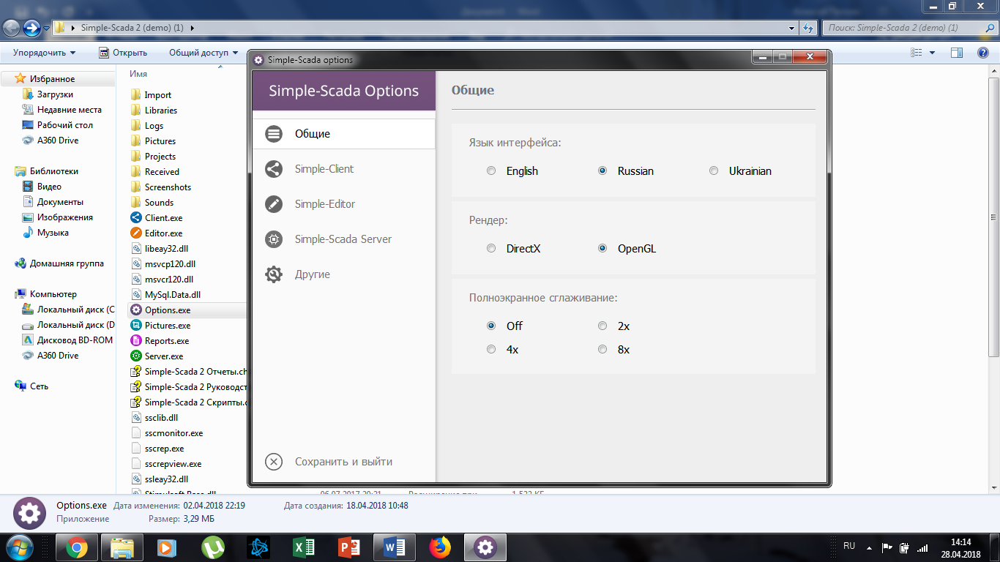 Simple-Scada 2 (demo) (1)
Поиск: Simple-Scada 2 (demo) (1)
Упорядочить
Открыть
Общий доступ
Избранное
Загрузки
Недавние места
Рабочий стол
A360 Drive
Библиотеки
Видео
Документы
Изображения
Музыка
Домашняя группа
Компьютер
Локальный диск (C
Локальный диск (D
Дисковод BD-ROM
A360 Drive
Сеть
Имя
Import
Libraries
Logs
Pictures
Projects
Received
Screenshots
Sounds
Client.exe
Editor.exe
libeay32.dll
msvcp120.dll
msvcr120.dll
MySql.Data.dll
Options.exe
Pictures.exe
Reports.exe
Server.exe
Simple-Scada 2 Отчеты.ch
Simple-Scada 2 Руководст
Simple-Scada 2 Скрипты.c
ssclib.dll
sscmonitor.exe
sscrep.exe
sscrepview.exe
ssleay32.dll
Simple-Scada options
Simple-Scada Options
Общие
Simple-Client
Simple-Editor
Simple-Scada Server
Другие
Сохранить и выйти
Общие
Язык интерфейса:
English Russian Ukrainian
Рендер:
DirectX OpenGL
Полноэкранное сглаживание:
Off 2x
4x 8x
Options.exe Дата изменения: 02.04.2018 22:19 Дата создания: 18.04.2018 10:48
Приложение Размер: 3,29 МБ
RU
14:14
28.04.2018